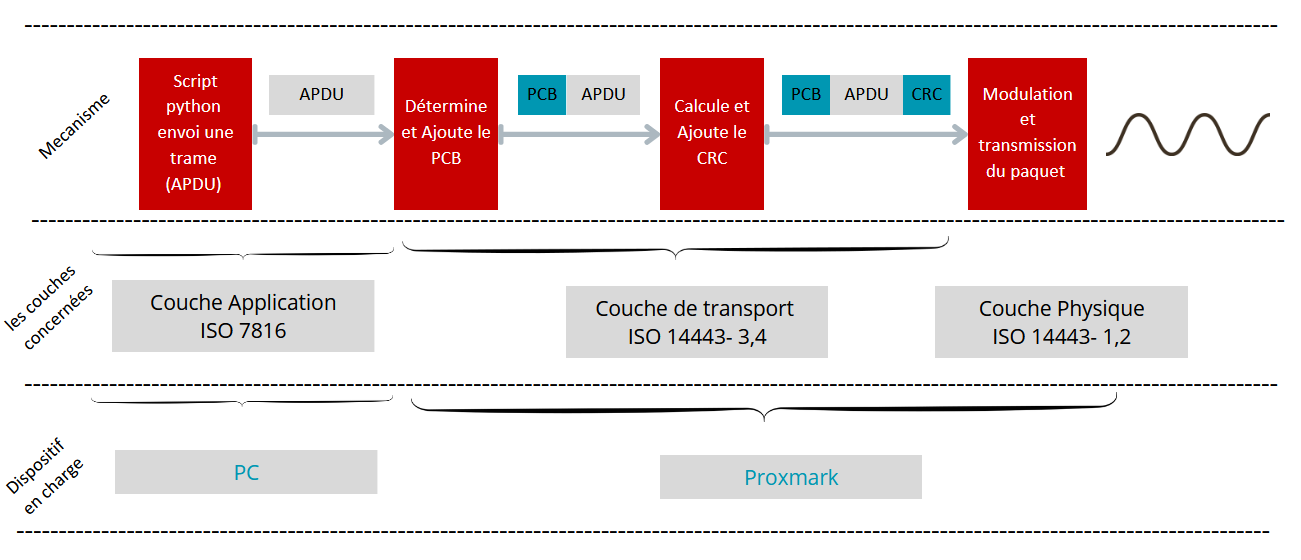 Mecanisme
Script
python
envoi une
trame
(APDU)
APDU
Détermine
et Ajoute le
PCB
PCB APDU
Calcule et
Ajoute le
CRC
PCB APDU CRC
Modulation
et
transmission
du paquet
les couches
concernées
Couche Application
ISO 7816
Couche de transport
ISO 14443- 3,4
Couche Physique
ISO 14443- 1,2
Dispositif
en charge
PC
Proxmark